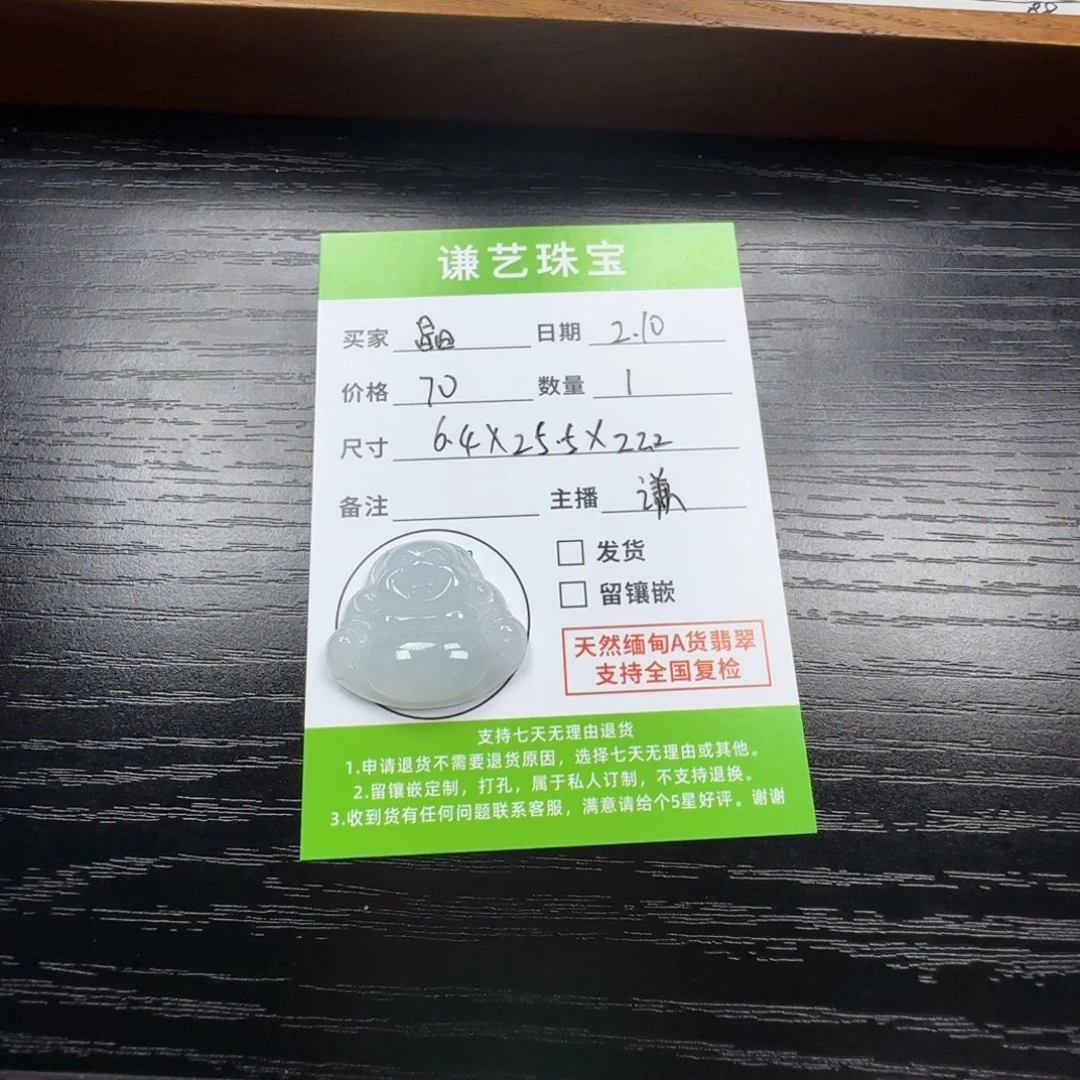 谦艺珠宝
买家 晶 日期 2.10
价格 70 数量 1
尺寸 6.4X25.5X22.2
备注 主播 谦
发货
留镶嵌
天然缅甸A货翡翠
支持全国复检
支持七天无理由退货
1.申请退货不需要退货原因，选择七天无理由或其他。
2.留镶嵌定制，打孔，属于私人订制，不支持退换。
3.收到货有任何问题联系客服，满意请给个5星好评。谢谢